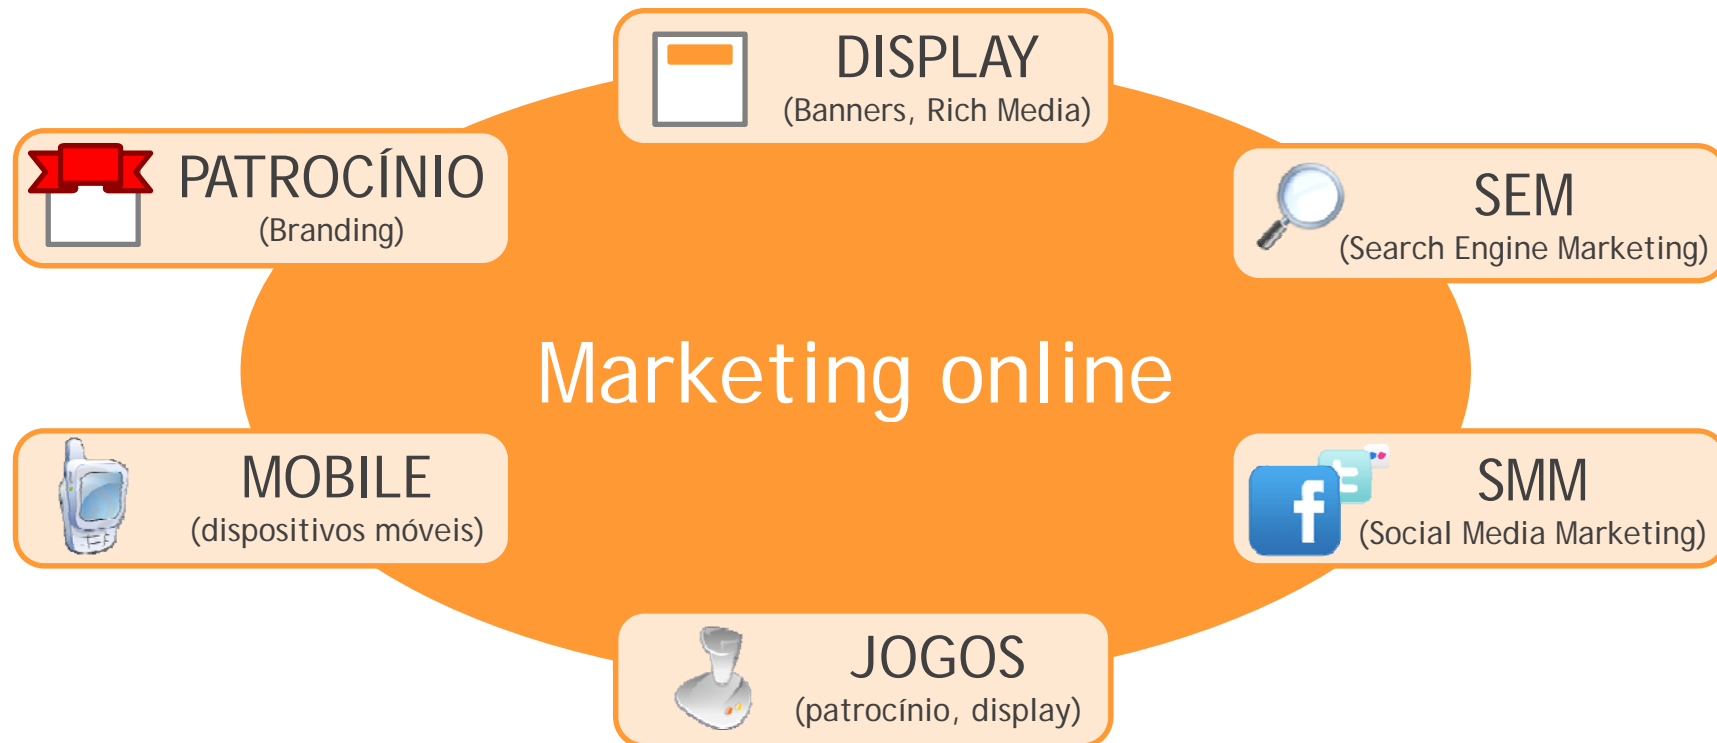 DISPLAY
(Banners, Rich Media)
PATROCÍNIO
(Branding)
SEM
(Search Engine Marketing)
Marketing online
MOBILE
(dispositivos móveis)
SMM
(Social Media Marketing)
JOGOS
(patrocínio, display)